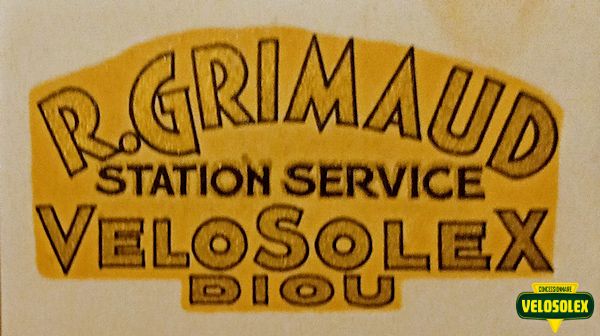 R. GRIMAUD
STATION SERVICE
VELOSOLEX
DIOU
CONCESSIONNAIRE
VELOSOLEX